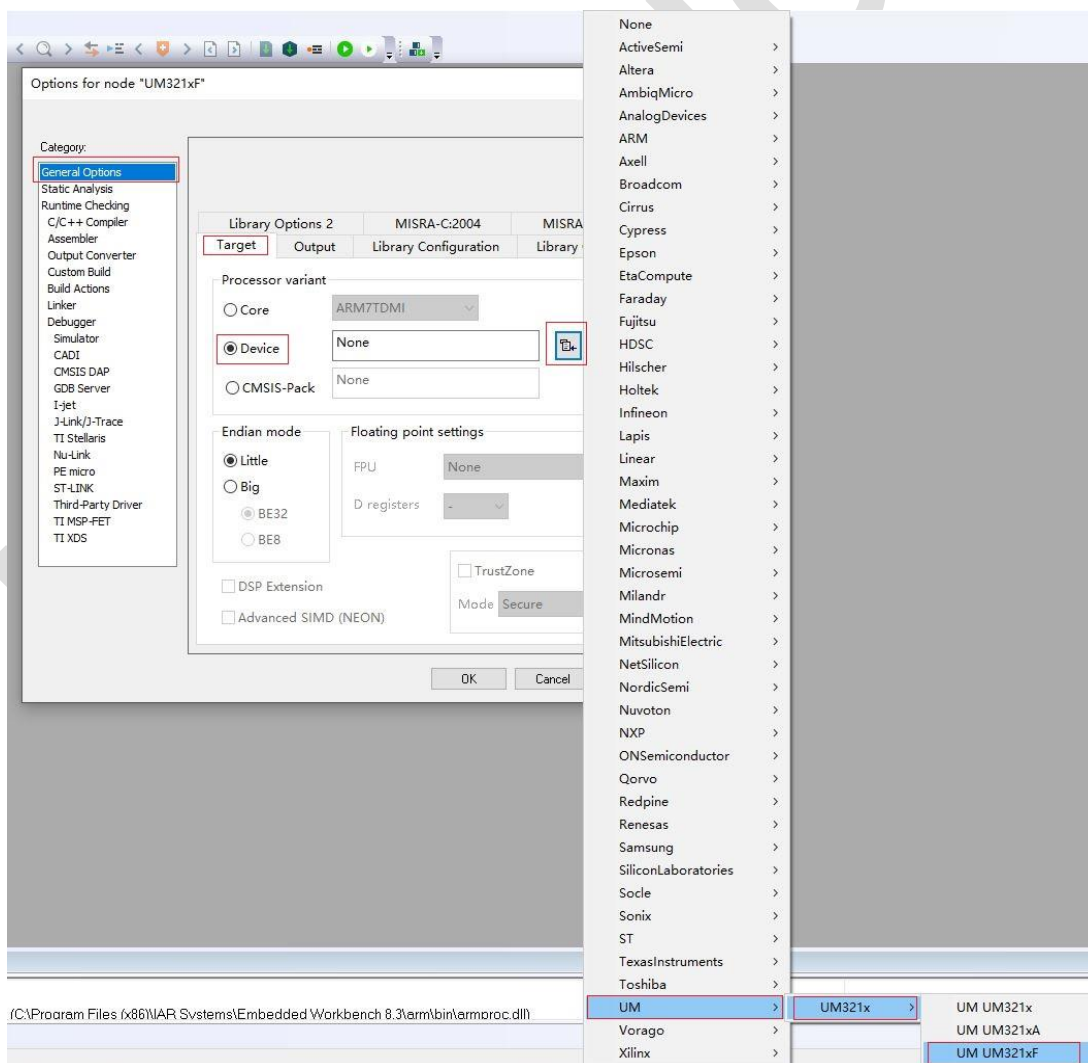 Options for node "UM321xF"
Category:
General Options
Static Analysis
Runtime Checking
C/C++ Compiler
Assembler
Output Converter
Custom Build
Build Actions
Linker
Debugger
Simulator
CADI
CMSIS DAP
GDB Server
I-jet
J-Link/J-Trace
TI Stellaris
Nu-Link
PE micro
ST-LINK
Third-Party Driver
TI MSP-FET
TI XDS
Library Options 2 MISRA-C:2004 MISRA
Target Output Library Configuration Library
Processor variant
Core ARM7TDMI
Device None
CMSIS-Pack None
Endian mode
Little
Big
BE32
BE8
Floating point settings
FPU None
D registers -
DSP Extension
Advanced SIMD (NEON)
TrustZone
Mode Secure
OK Cancel
None
ActiveSemi
Altera
AmbiqMicro
AnalogDevices
ARM
Axell
Broadcom
Cirrus
Cypress
Epson
EtaCompute
Faraday
Fujitsu
HDSC
Hilscher
Holtek
Infineon
Lapis
Linear
Maxim
Mediatek
Microchip
Micronas
Microsemi
Milandr
MindMotion
MitsubishiElectric
NetSilicon
NordicSemi
Nuvoton
NXP
ONSemiconductor
Qorvo
Redpine
Renesas
Samsung
SiliconLaboratories
Socle
Sonix
ST
TexasInstruments
Toshiba
UM
Vorago
Xilinx
UM321x
UM UM321x
UM UM321xA
UM UM321xF
(C:\Program Files (x86)\IAR Systems\Embedded Workbench 8.3\arm\bin\armproc.dll)